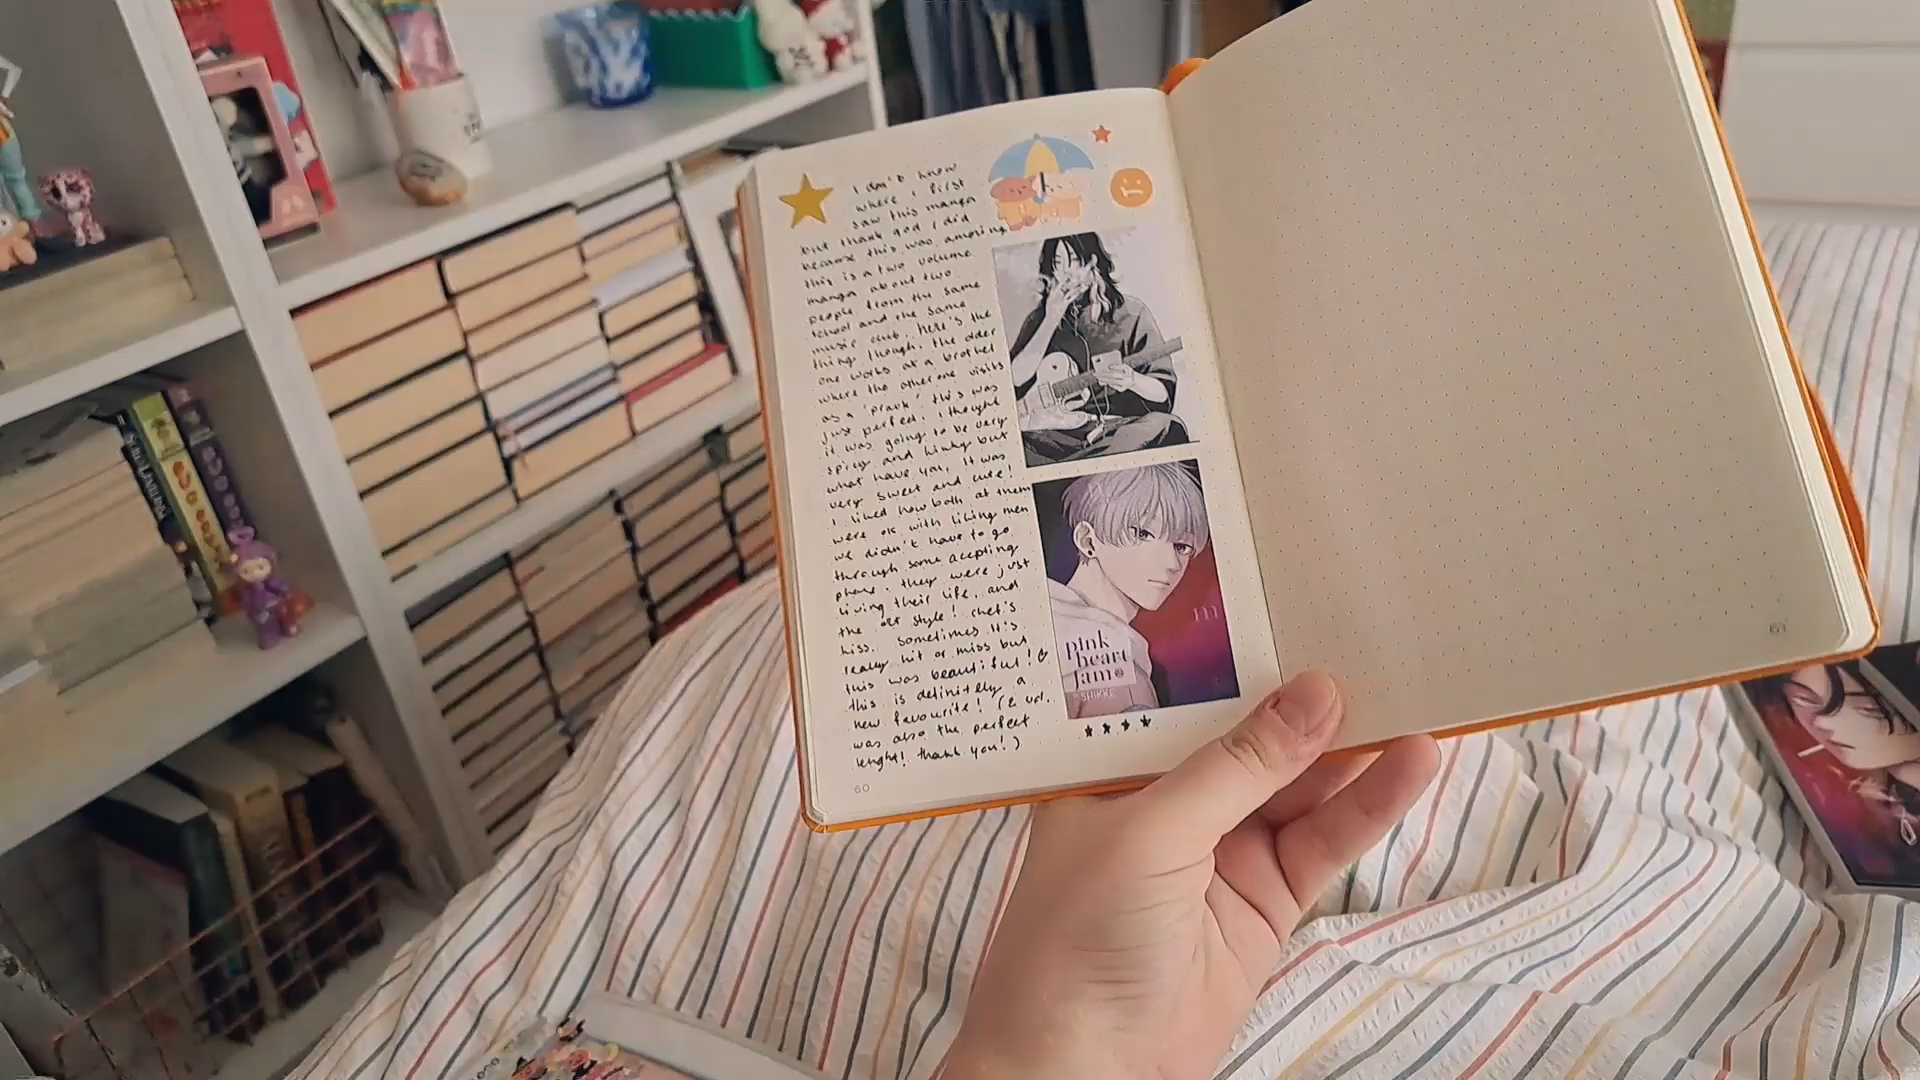 I don't know
where I first
saw this manga
but thank god I did
because this was amazing
this is a two volume
manga about two
people from the same
school and the same
music club. here's the
thing though. the older
one works at a brothel
where the other one visits
as a 'prank'. this was
just perfect. I thought
it was going to be very
spicy and kinky but
what have you, it was
very sweet and cute!
I liked how both of them
were ok with liking men
we didn't have to go
through some accepting
phase. they were just
living their life. and
the art style! chef's
kiss. sometimes it's
really hit or miss but
this was beautiful!
this is definitely a
new favourite! (2 vol.
was also the perfect
lenght! thank you!)
60
pink
heart
jam
SHIKKE
m
61